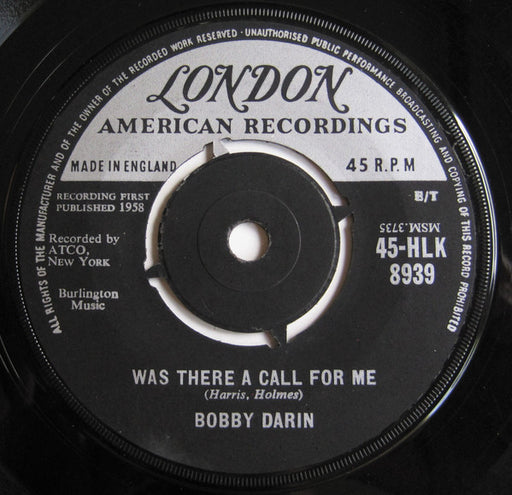 ALL RIGHTS OF THE MANUFACTURER AND OF THE OWNER OF THE RECORDED WORK RESERVED · UNAUTHORISED PUBLIC PERFORMANCE BROADCASTING AND COPYING OF THIS RECORD PROHIBITED
LONDON
AMERICAN RECORDINGS
MADE IN ENGLAND
45 R.P.M
RECORDING FIRST
PUBLISHED 1958
E/T
MSM.3735
Recorded by
ATCO,
New York
45-HLK
8939
Burlington
Music
WAS THERE A CALL FOR ME
(Harris, Holmes)
BOBBY DARIN